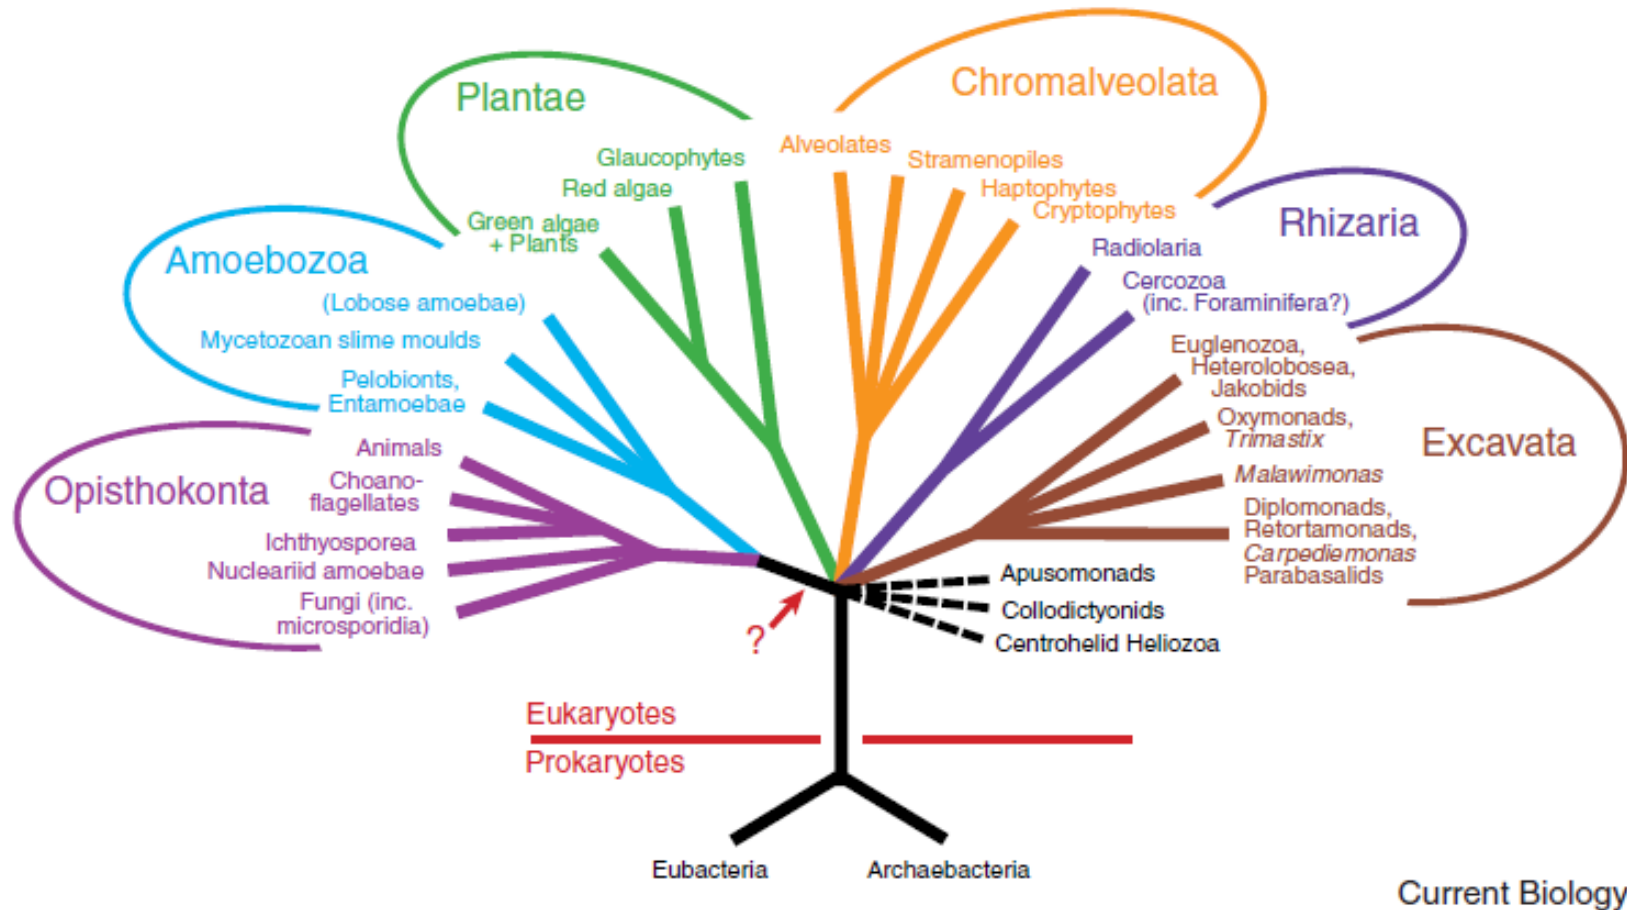 Plantae
Glaucophytes
Red algae
Green algae
+ Plants
Chromalveolata
Alveolates
Stramenopiles
Haptophytes
Cryptophytes
Rhizaria
Radiolaria
Cercozoa
(inc. Foraminifera?)
Amoebozoa
(Lobose amoebae)
Mycetozoan slime moulds
Pelobionts,
Entamoebae
Excavata
Euglenozoa,
Heterolobosea,
Jakobids
Oxymonads,
Trimastix
Malawimonas
Diplomonads,
Retortamonads,
Carpediemonas
Parabasalids
Opisthokonta
Animals
Choano-
flagellates
Ichthyosporea
Nucleariid amoebae
Fungi (inc.
microsporidia)
Apusomonads
Collodictyonids
Centrohelid Heliozoa
?
Eukaryotes
Prokaryotes
Eubacteria
Archaebacteria
Current Biology